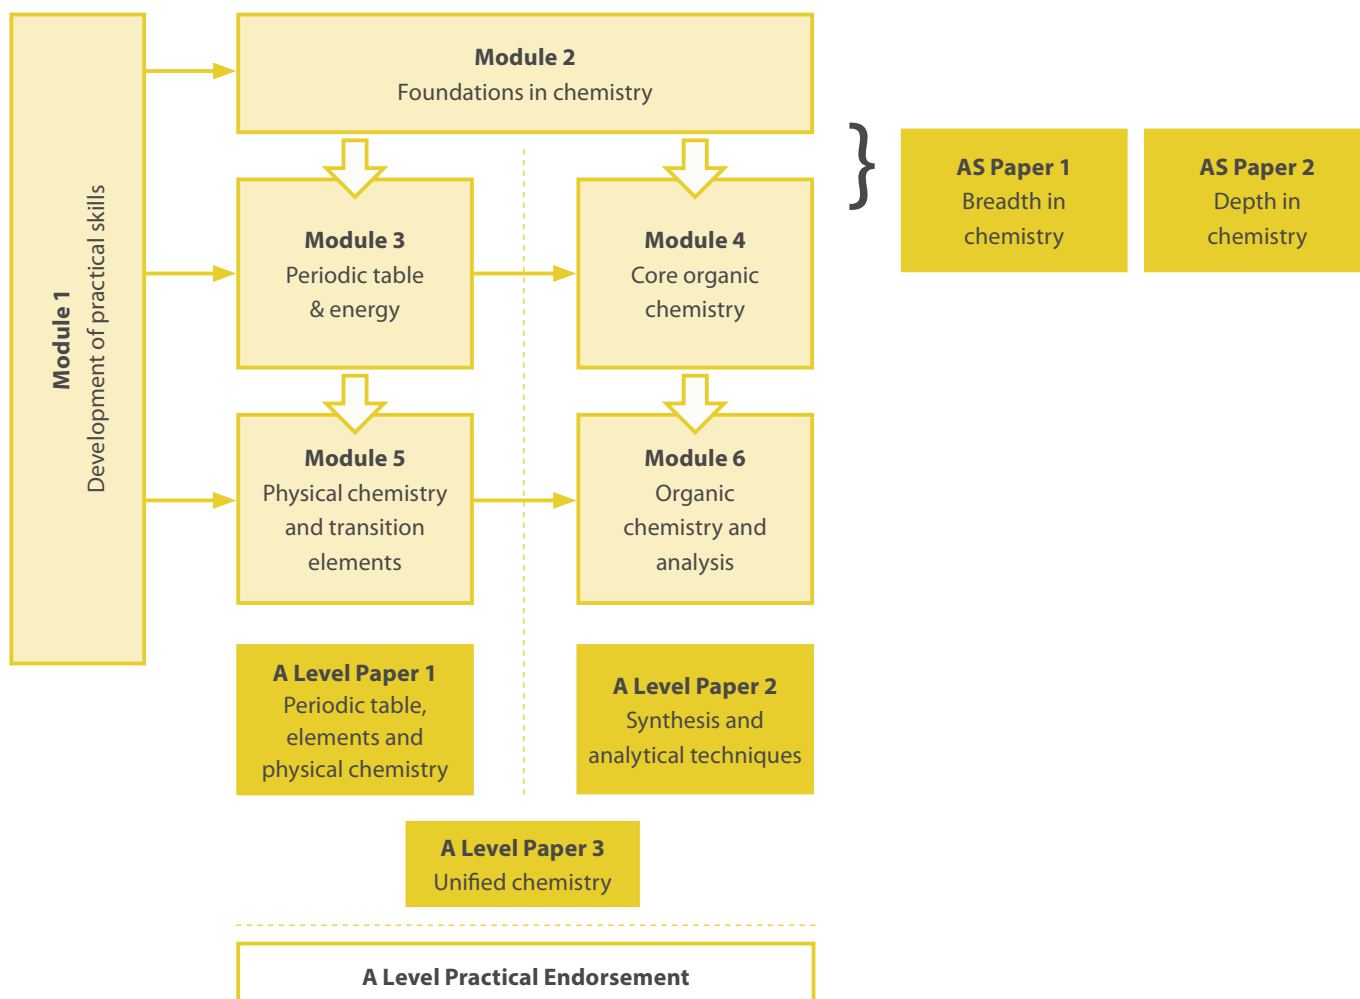 Module 1
Development of practical skills
Module 2
Foundations in chemistry
Module 3
Periodic table
& energy
Module 4
Core organic
chemistry
}
AS Paper 1
Breadth in
chemistry
AS Paper 2
Depth in
chemistry
Module 5
Physical chemistry
and transition
elements
Module 6
Organic
chemistry and
analysis
A Level Paper 1
Periodic table,
elements and
physical chemistry
A Level Paper 2
Synthesis and
analytical techniques
A Level Paper 3
Unified chemistry
A Level Practical Endorsement